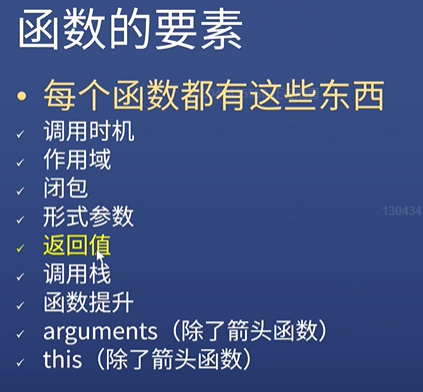 函数的要素
• 每个函数都有这些东西
✓ 调用时机
✓ 作用域
✓ 闭包
✓ 形式参数
130434
✓ 返回值
✓ 调用栈
✓ 函数提升
✓ arguments（除了箭头函数）
✓ this（除了箭头函数）